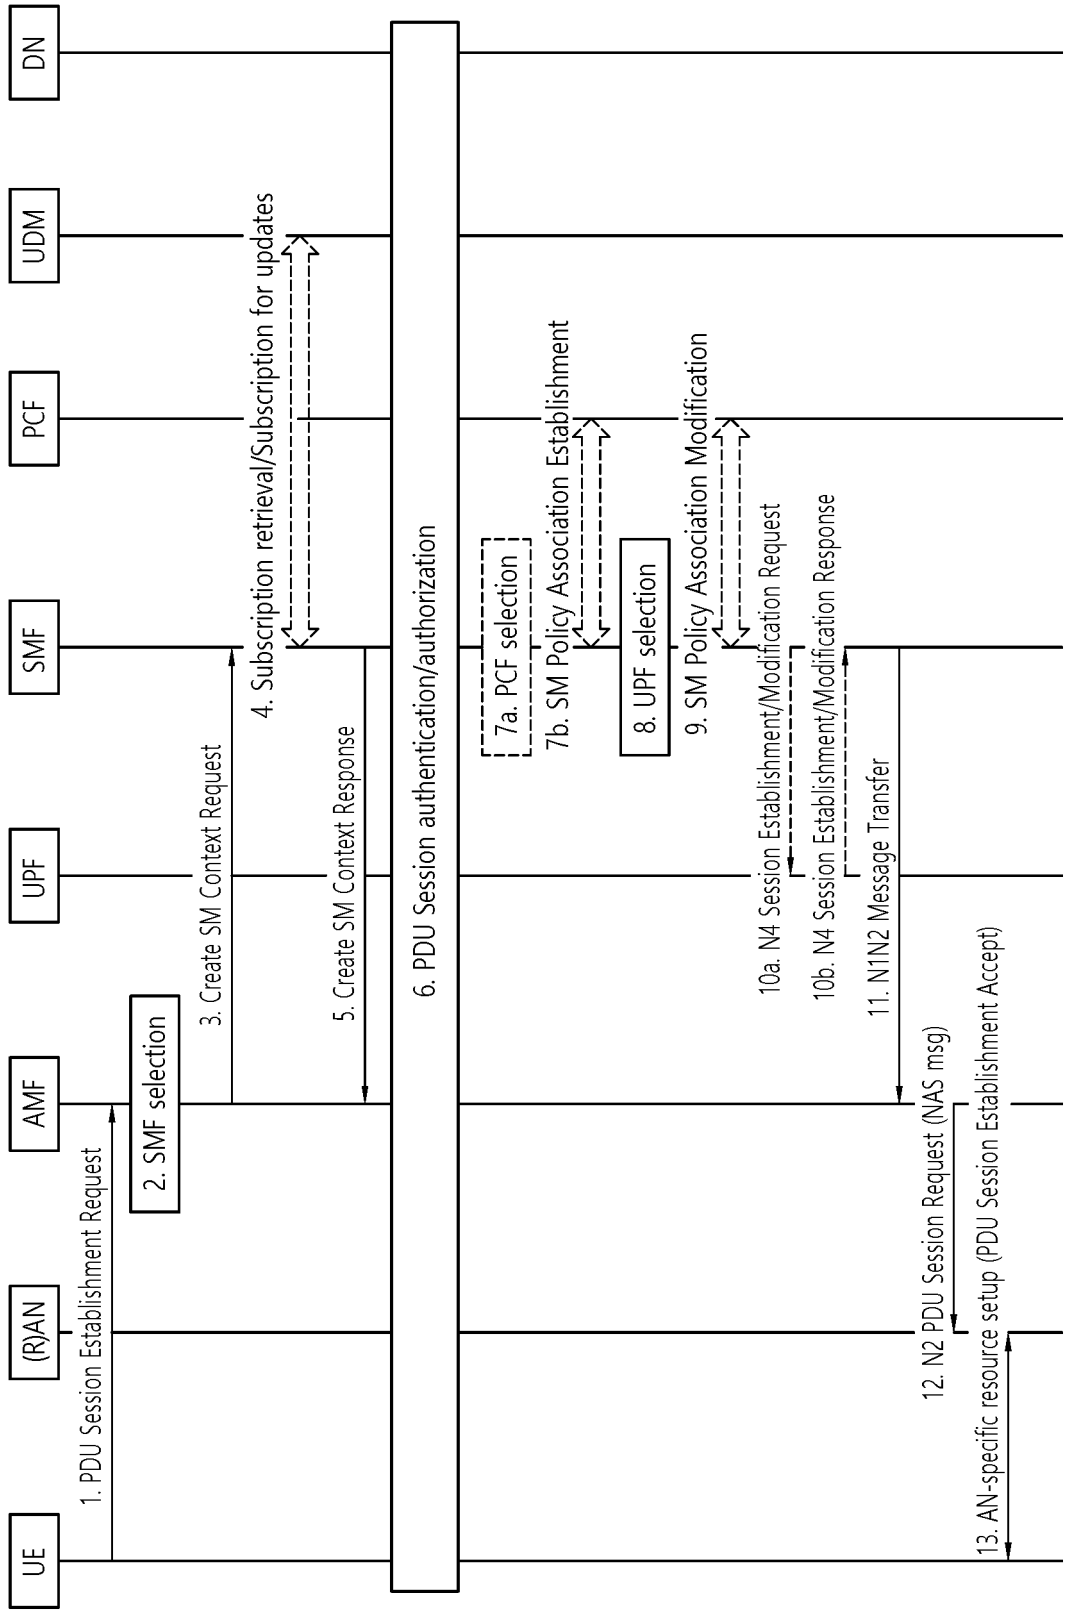 UE
(R)AN
AMF
UPF
SMF
PCF
UDM
DN
1. PDU Session Establishment Request
2. SMF selection
3. Create SM Context Request
4. Subscription retrieval/Subscription for updates
5. Create SM Context Response
6. PDU Session authentication/authorization
7a. PCF selection
7b. SM Policy Association Establishment
8. UPF selection
9. SM Policy Association Modification
10a. N4 Session Establishment/Modification Request
10b. N4 Session Establishment/Modification Response
11. N1N2 Message Transfer
12. N2 PDU Session Request (NAS msg)
13. AN-specific resource setup (PDU Session Establishment Accept)